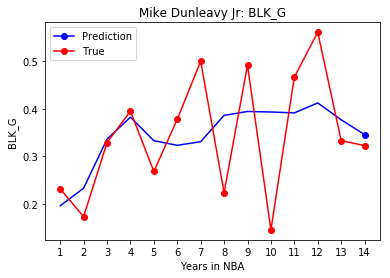 Mike Dunleavy Jr: BLK_G
Prediction
True
BLK_G
0.5
0.4
0.3
0.2
1 2 3 4 5 6 7 8 9 10 11 12 13 14
Years in NBA